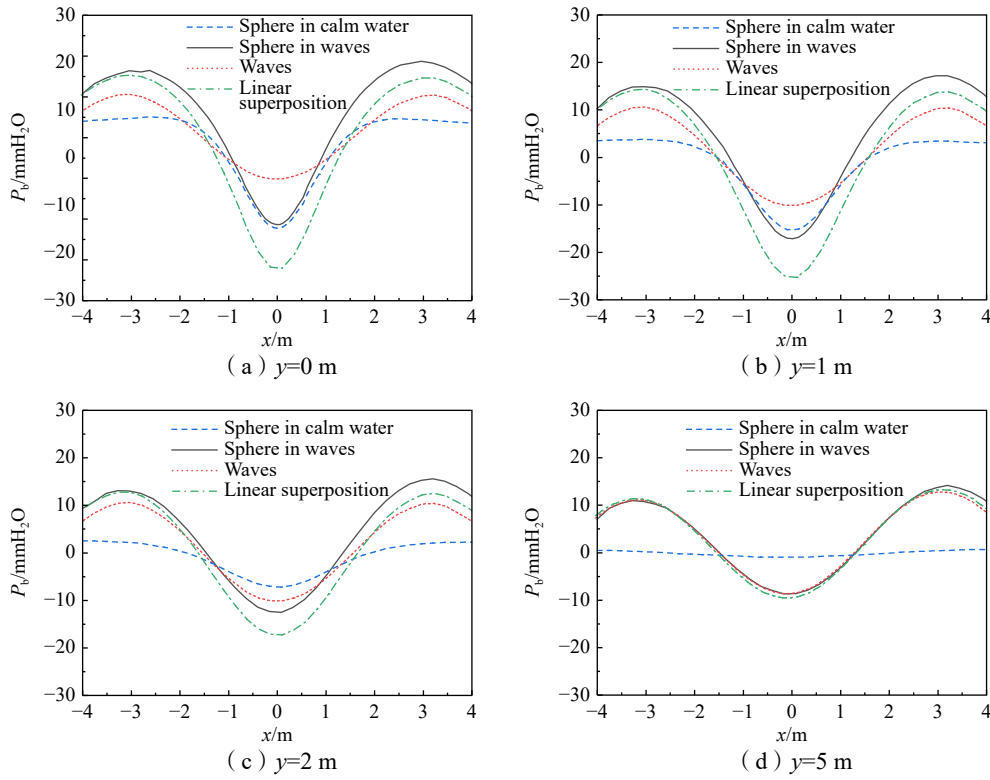 30
20
10
0
−10
−20
−30
P_b/mmH₂O
Sphere in calm water
Sphere in waves
Waves
Linear
superposition
−4 −3 −2 −1 0 1 2 3 4
x/m
（a）y=0 m
30
20
10
0
−10
−20
−30
P_b/mmH₂O
Sphere in calm water
Sphere in waves
Waves
Linear superposition
−4 −3 −2 −1 0 1 2 3 4
x/m
（b）y=1 m
30
20
10
0
−10
−20
−30
P_b/mmH₂O
Sphere in calm water
Sphere in waves
Waves
Linear superposition
−4 −3 −2 −1 0 1 2 3 4
x/m
（c）y=2 m
30
20
10
0
−10
−20
−30
P_b/mmH₂O
Sphere in calm water
Sphere in waves
Waves
Linear superposition
−4 −3 −2 −1 0 1 2 3 4
x/m
（d）y=5 m